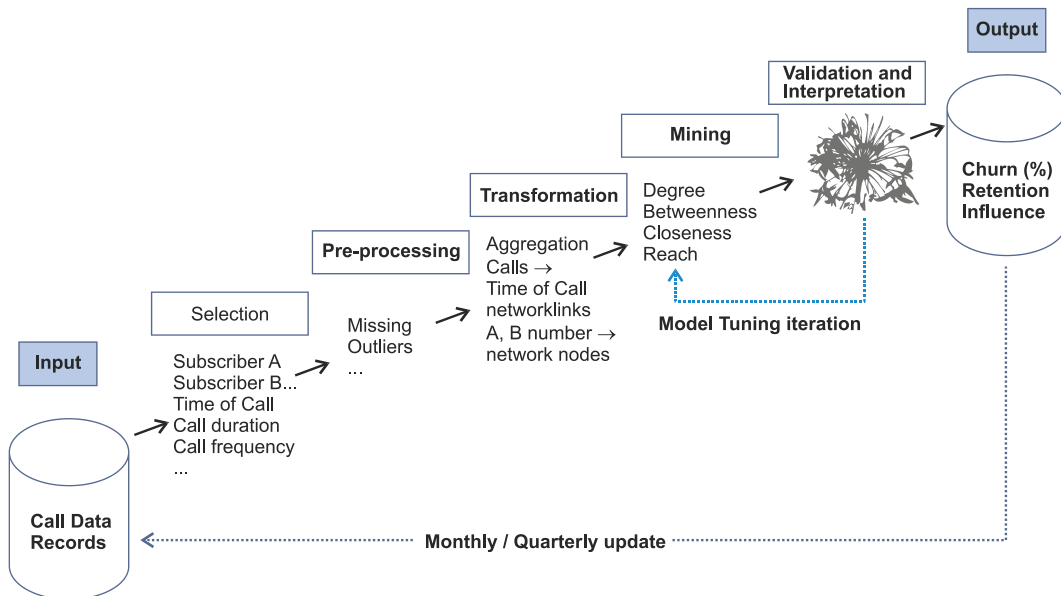 Input
Call Data
Records
Selection
Subscriber A
Subscriber B...
Time of Call
Call duration
Call frequency
...
Pre-processing
Missing
Outliers
...
Transformation
Aggregation
Calls →
Time of Call
networklinks
A, B number →
network nodes
Mining
Degree
Betweenness
Closeness
Reach
Validation and
Interpretation
Model Tuning iteration
Output
Churn (%)
Retention
Influence
Monthly / Quarterly update